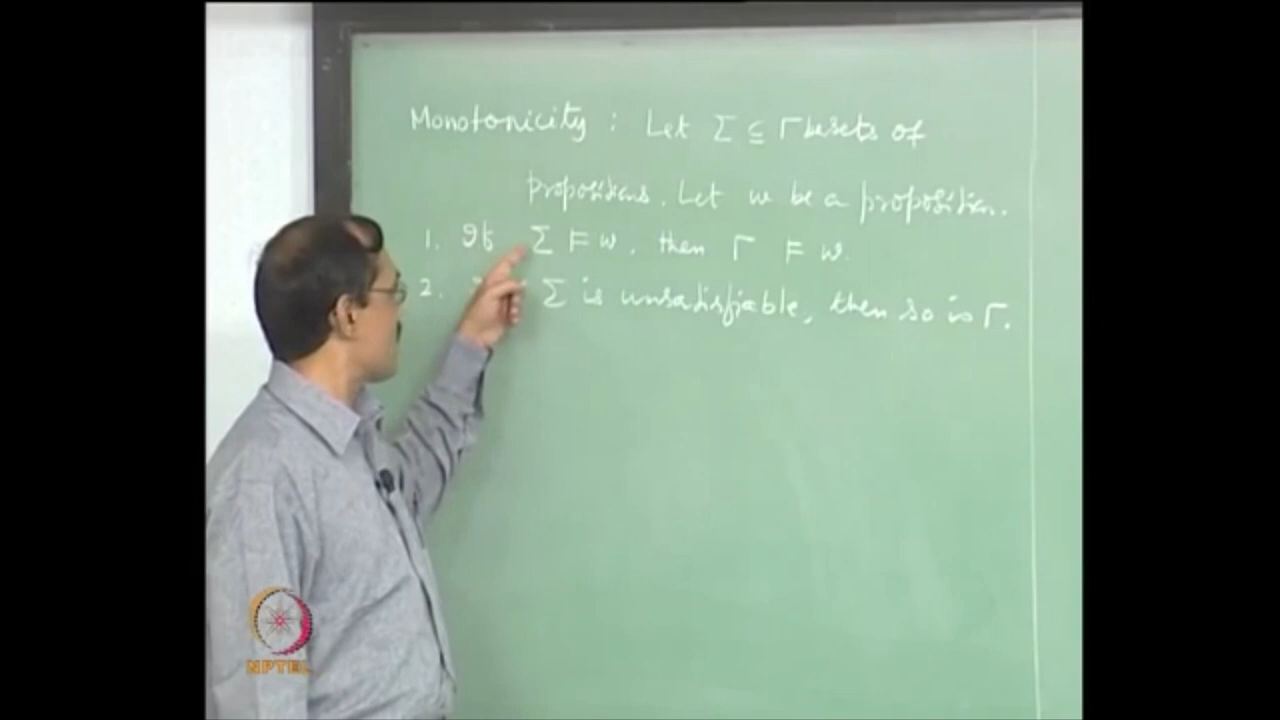 Monotonicity : Let Σ ⊆ Γ be sets of
propositions. Let w be a proposition.
1. If Σ ⊨ w, then Γ ⊨ w.
2. Σ is unsatisfiable, then so is Γ.
NPTEL